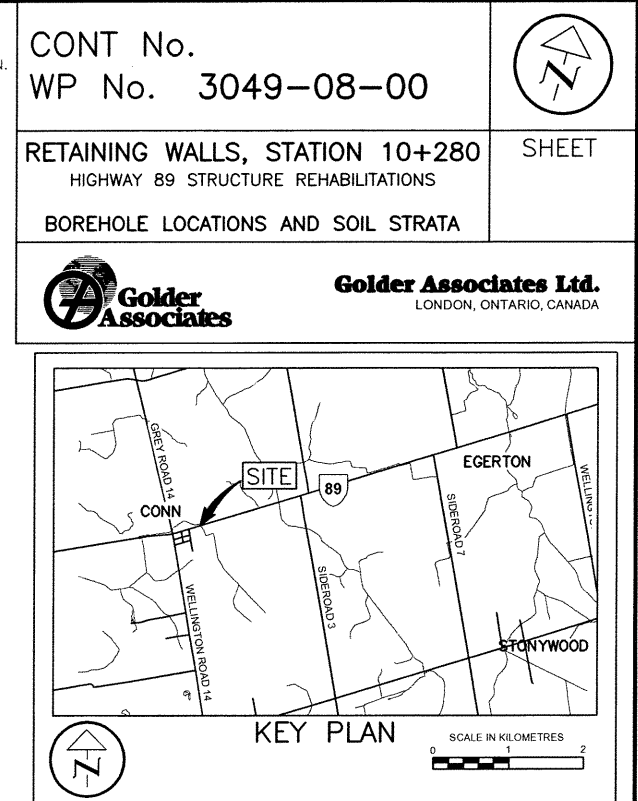 CONT No.
WP No. 3049-08-00
N
RETAINING WALLS, STATION 10+280
HIGHWAY 89 STRUCTURE REHABILITATIONS
BOREHOLE LOCATIONS AND SOIL STRATA
SHEET
Golder
Associates
Golder Associates Ltd.
LONDON, ONTARIO, CANADA
GREY ROAD 14
SITE
89
EGERTON
CONN
SIDEROAD 7
SIDEROAD 3
WELLINGTON ROAD 14
STONYWOOD
KEY PLAN
N
SCALE IN KILOMETRES
0 1 2